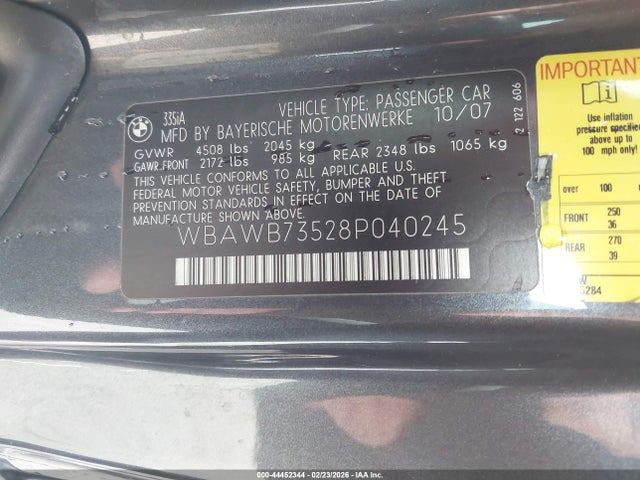 335iA
VEHICLE TYPE: PASSENGER CAR
MFD BY BAYERISCHE MOTORENWERKE 10/07
GVWR 4508 lbs 2045 kg
GAWR FRONT 2172 lbs 985 kg REAR 2348 lbs 1065 kg
THIS VEHICLE CONFORMS TO ALL APPLICABLE
FEDERAL MOTOR VEHICLE SAFETY, BUMPER AND THEFT
PREVENTION STANDARDS IN EFFECT ON THE DATE OF
MANUFACTURE SHOWN ABOVE.
WBAWB73528P040245
2 122 606
IMPORTANT
Use inflation
pressure specified
above up to
100 mph only!
over 100
FRONT 250
36
REAR 270
39
284
000-44452344 | 02/23/2026 - IAA Inc.